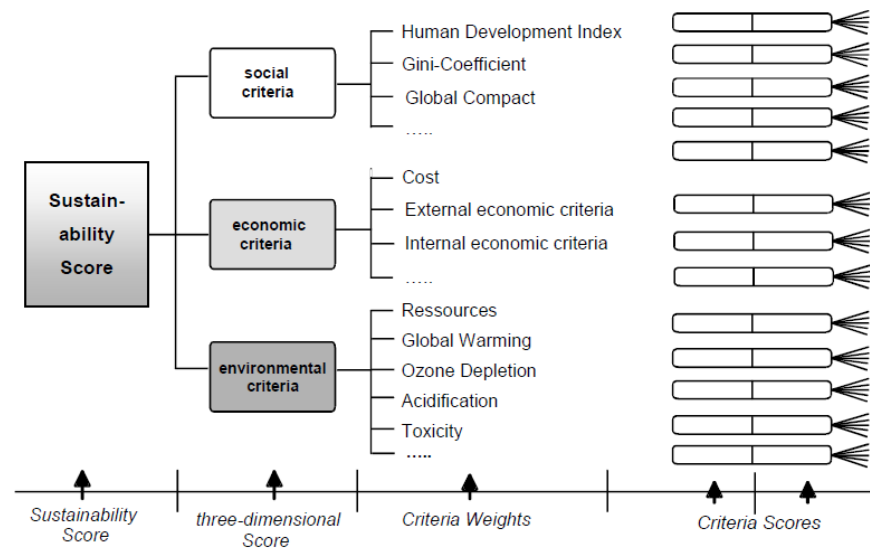 Human Development Index
social
criteria
Gini-Coefficient
Global Compact
.....
Cost
Sustain-
ability
Score
economic
criteria
External economic criteria
Internal economic criteria
.....
Ressources
Global Warming
environmental
criteria
Ozone Depletion
Acidification
Toxicity
.....
Sustainability
Score
three-dimensional
Score
Criteria Weights
Criteria Scores